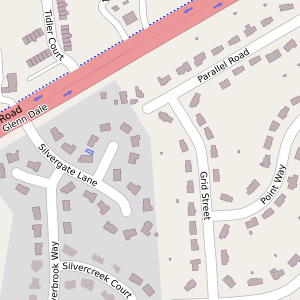 Tidler Court
Parallel Road
Road
Glenn Dale
Silvergate Lane
Grid Street
Point Way
Silvercreek Court
erbrook Way